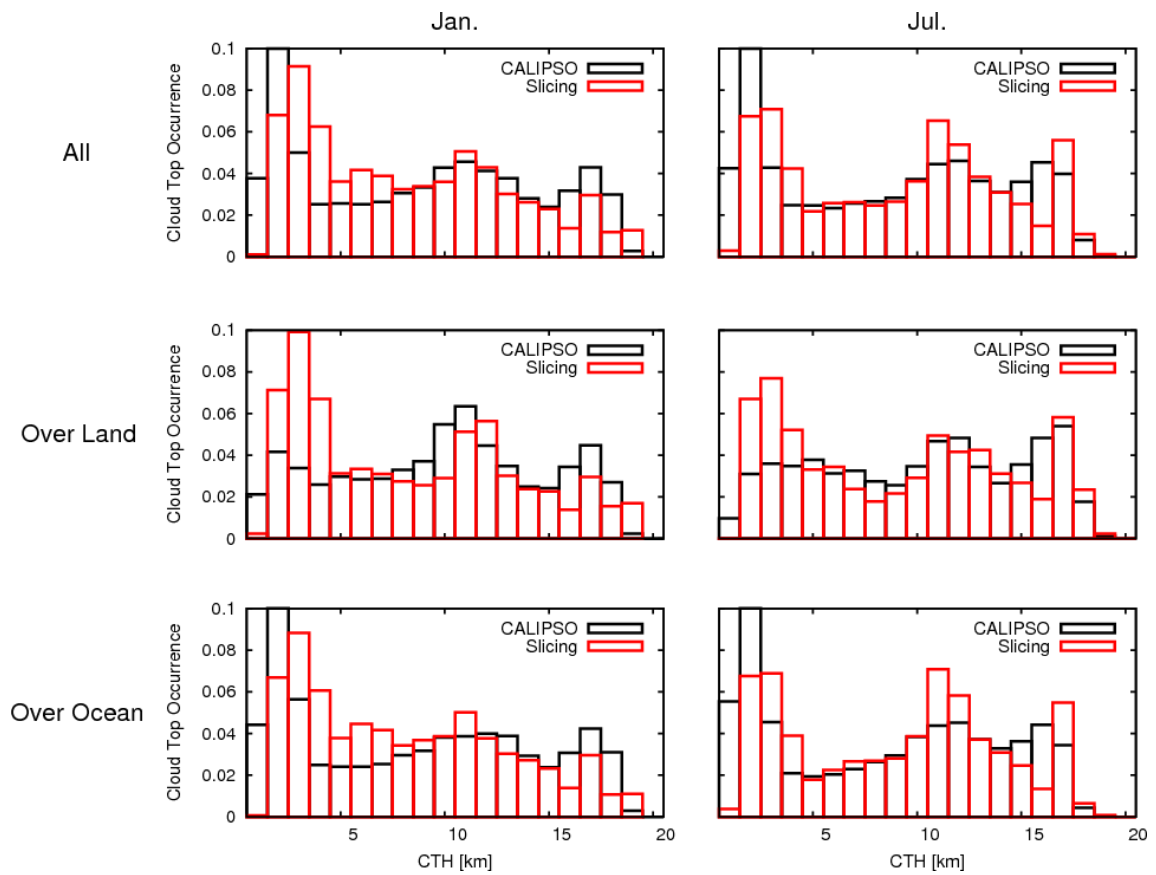 Jan. Jul.
All
Cloud Top Occurrence
0.1
0.08
0.06
0.04
0.02
0
CALIPSO
Slicing
CALIPSO
Slicing
Over Land
Cloud Top Occurrence
0.1
0.08
0.06
0.04
0.02
0
CALIPSO
Slicing
CALIPSO
Slicing
Over Ocean
Cloud Top Occurrence
0.1
0.08
0.06
0.04
0.02
0
CALIPSO
Slicing
CALIPSO
Slicing
5 10 15 20 5 10 15 20
CTH [km] CTH [km]